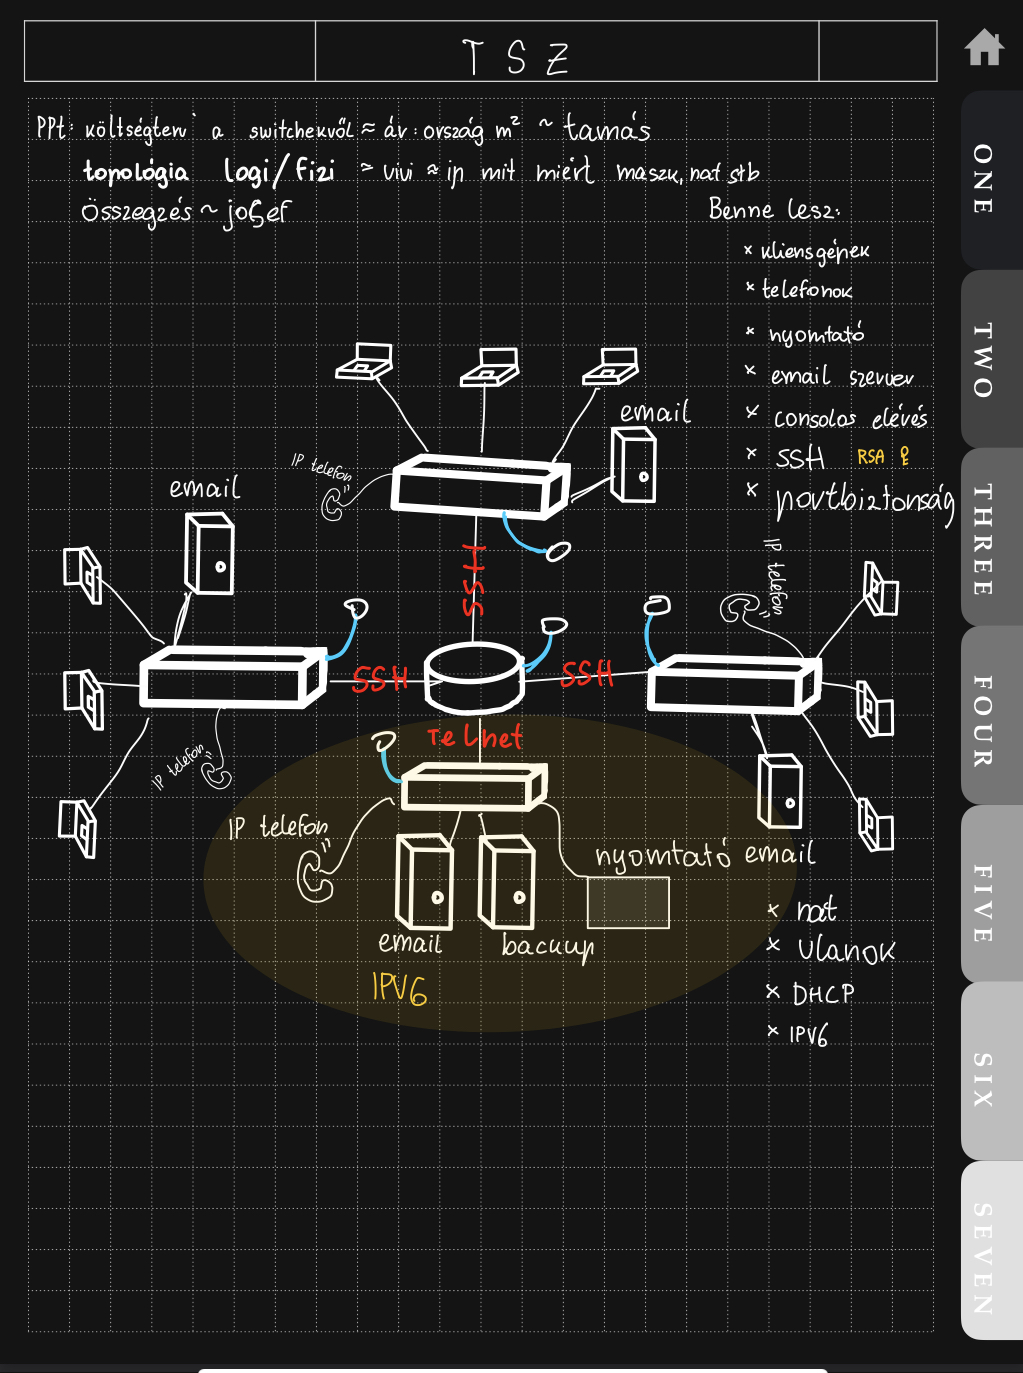 TSZ
PPt: költségterv a switchekről ≈ ár: ország m² ~ tamás
topológia logi/fizi ≈ vivi ≈ ip mit miért maszk, nat stb
Összegzés ~ josef
Benne lesz:
× kliensgépek
× telefonok
× nyomtató
× email szerver
× consolos elérés
× SSH RSA
× portbiztonság
email
IP telefon
email
IP telefon
SSH
SSH
SSH
Telnet
IP telefon
IP telefon
nyomtató
email
email
backup
IPV6
× nat
× vlanok
× DHCP
× IPV6
ONE
TWO
THREE
FOUR
FIVE
SIX
SEVEN